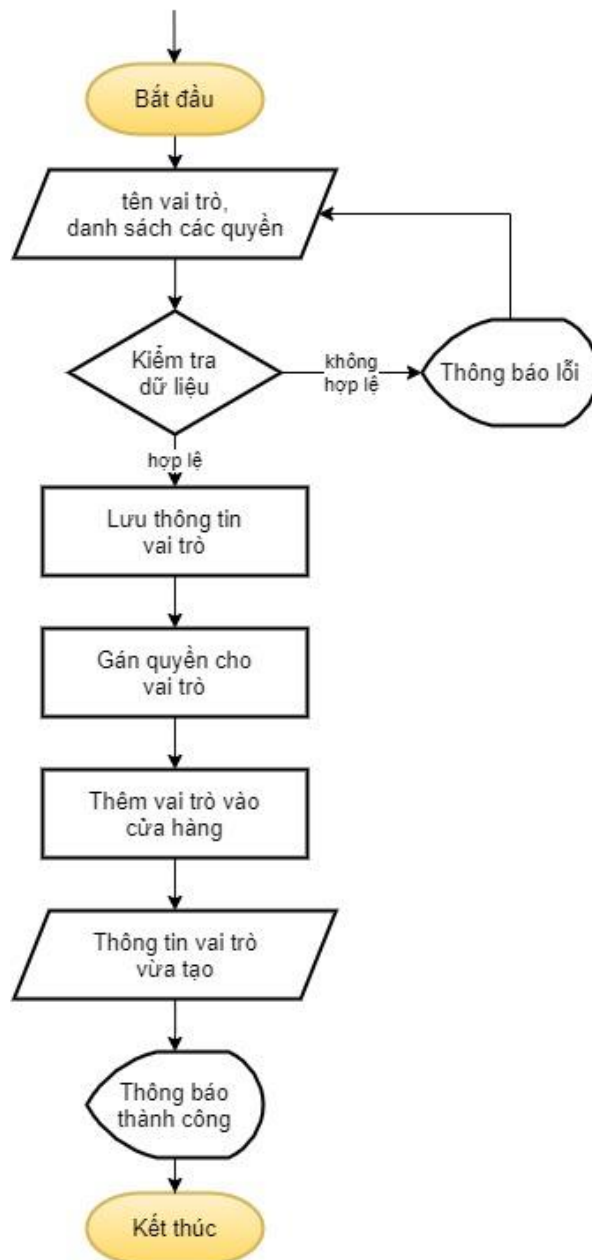 Bắt đầu
tên vai trò,
danh sách các quyền
Kiểm tra
dữ liệu
không
hợp lệ
Thông báo lỗi
hợp lệ
Lưu thông tin
vai trò
Gán quyền cho
vai trò
Thêm vai trò vào
cửa hàng
Thông tin vai trò
vừa tạo
Thông báo
thành công
Kết thúc